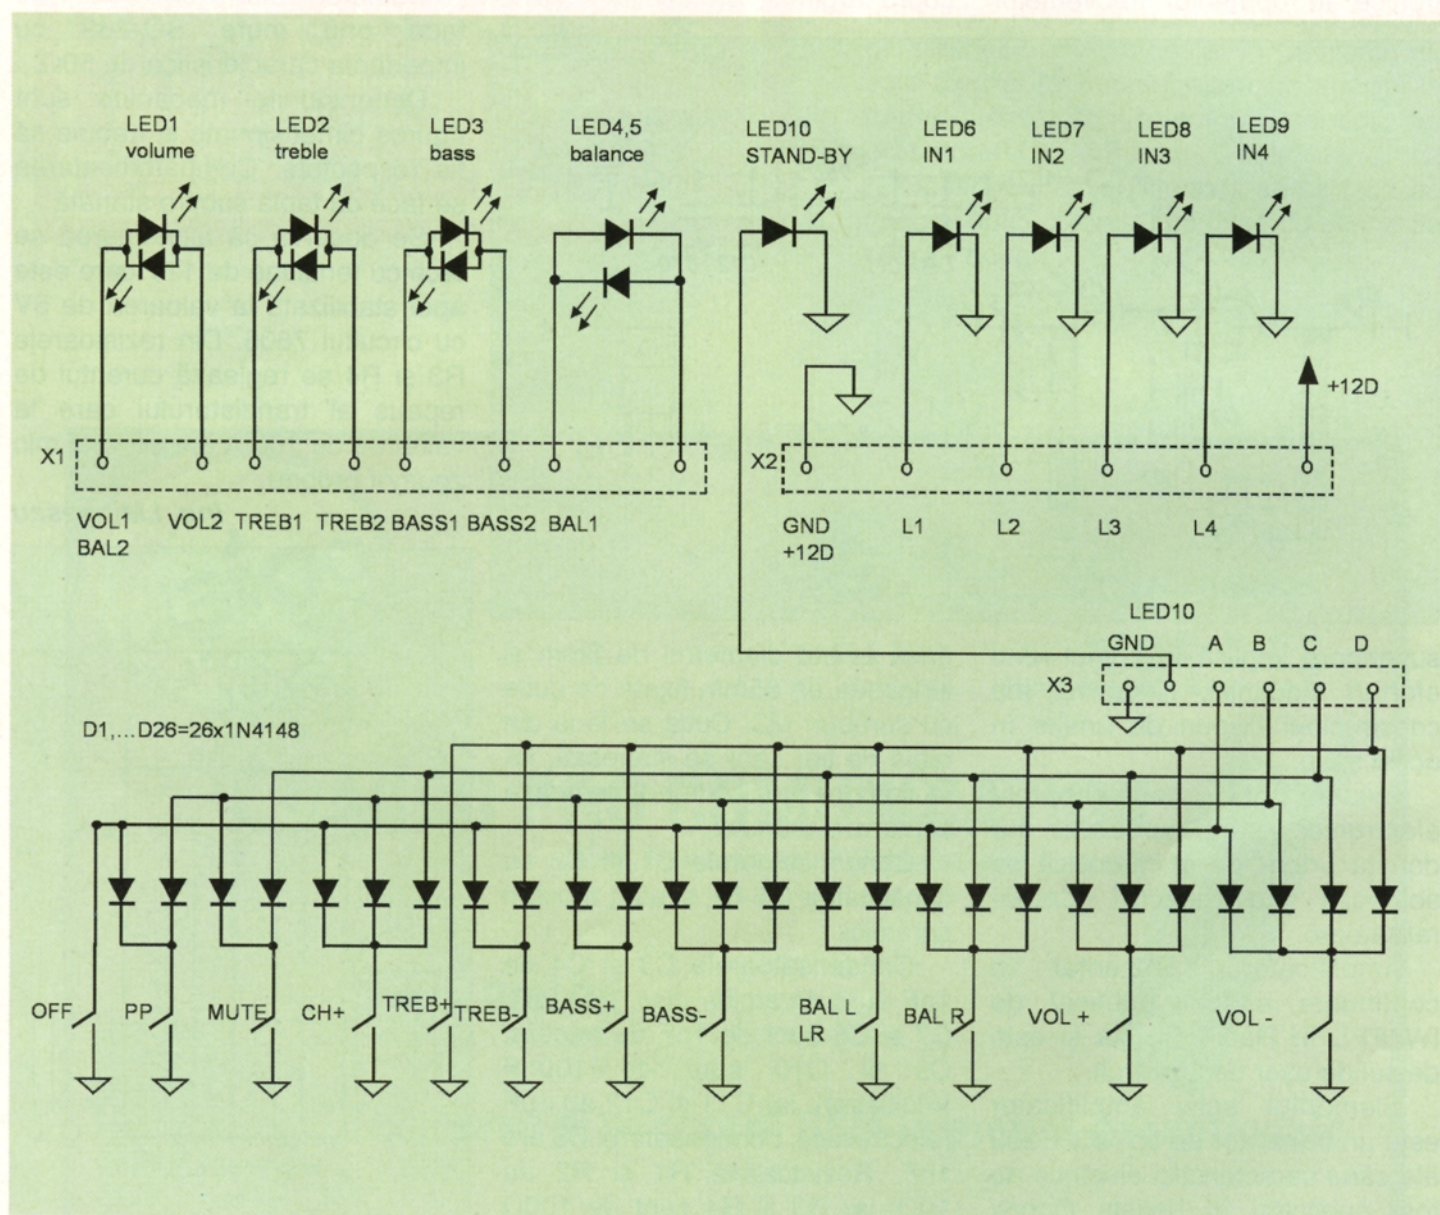 LED1
volume
LED2
treble
LED3
bass
LED4,5
balance
LED10
STAND-BY
LED6
IN1
LED7
IN2
LED8
IN3
LED9
IN4
+12D
X1
X2
VOL1
BAL2
VOL2
TREB1
TREB2
BASS1
BASS2
BAL1
GND
+12D
L1
L2
L3
L4
LED10
GND
A
B
C
D
X3
D1,...D26=26x1N4148
OFF
PP
MUTE
CH+
TREB+
TREB-
BASS+
BASS-
BAL L
LR
BAL R
VOL +
VOL -